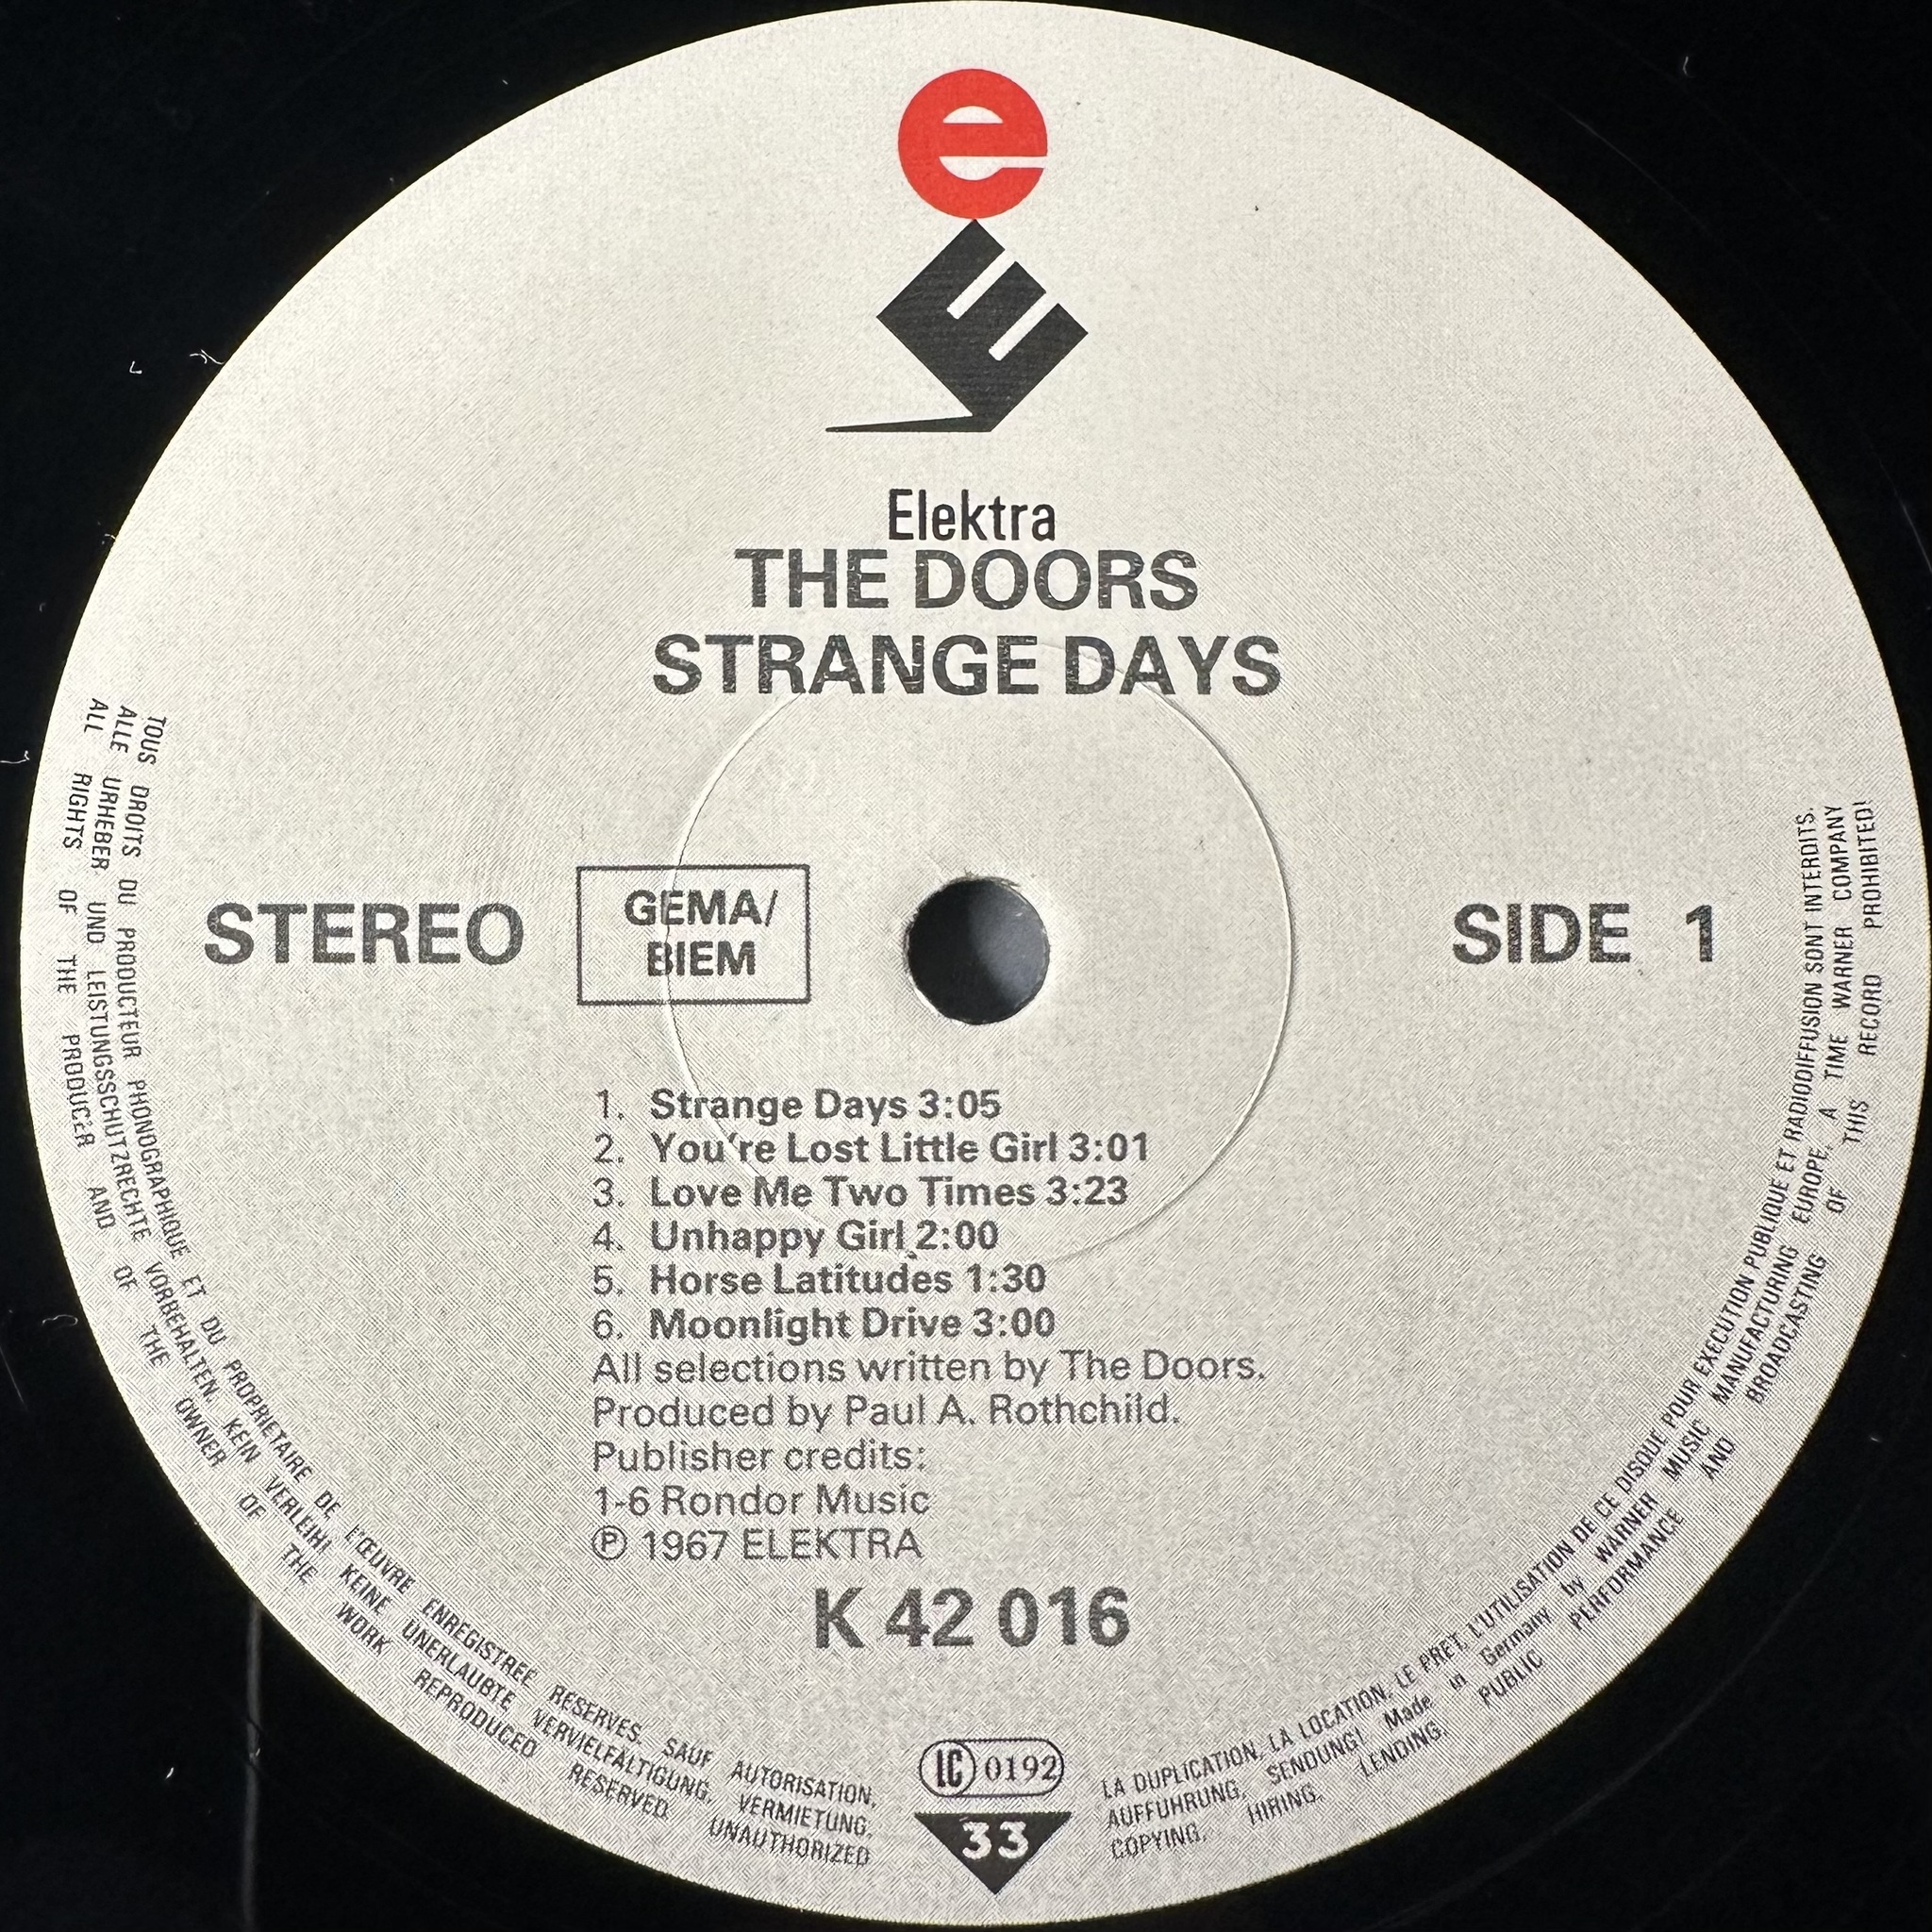 e
E
Elektra
THE DOORS
STRANGE DAYS
STEREO
GEMA/
BIEM
SIDE 1
1. Strange Days 3:05
2. You're Lost Little Girl 3:01
3. Love Me Two Times 3:23
4. Unhappy Girl 2:00
5. Horse Latitudes 1:30
6. Moonlight Drive 3:00
All selections written by The Doors.
Produced by Paul A. Rothchild.
Publisher credits:
1-6 Rondor Music
Ⓟ 1967 ELEKTRA
K 42 016
LC 0192
33
TOUS DROITS DU PRODUCTEUR PHONOGRAPHIQUE ET DU PROPRIETAIRE DE L'ŒUVRE ENREGISTREE RESERVES. SAUF AUTORISATION, LA DUPLICATION, LA LOCATION, LE PRET, L'UTILISATION DE CE DISQUE POUR EXECUTION PUBLIQUE ET RADIODIFFUSION SONT INTERDITS.
ALLE URHEBER UND LEISTUNGSSCHUTZRECHTE VORBEHALTEN. KEIN VERLEIH! KEINE UNERLAUBTE VERVIELFALTIGUNG, VERMIETUNG, AUFFUHRUNG, SENDUNG! Made in Germany by WARNER MUSIC MANUFACTURING EUROPE, A TIME WARNER COMPANY
ALL RIGHTS OF THE PRODUCER AND OF THE OWNER OF THE WORK REPRODUCED RESERVED UNAUTHORIZED COPYING, HIRING, LENDING, PUBLIC PERFORMANCE AND BROADCASTING OF THIS RECORD PROHIBITED!